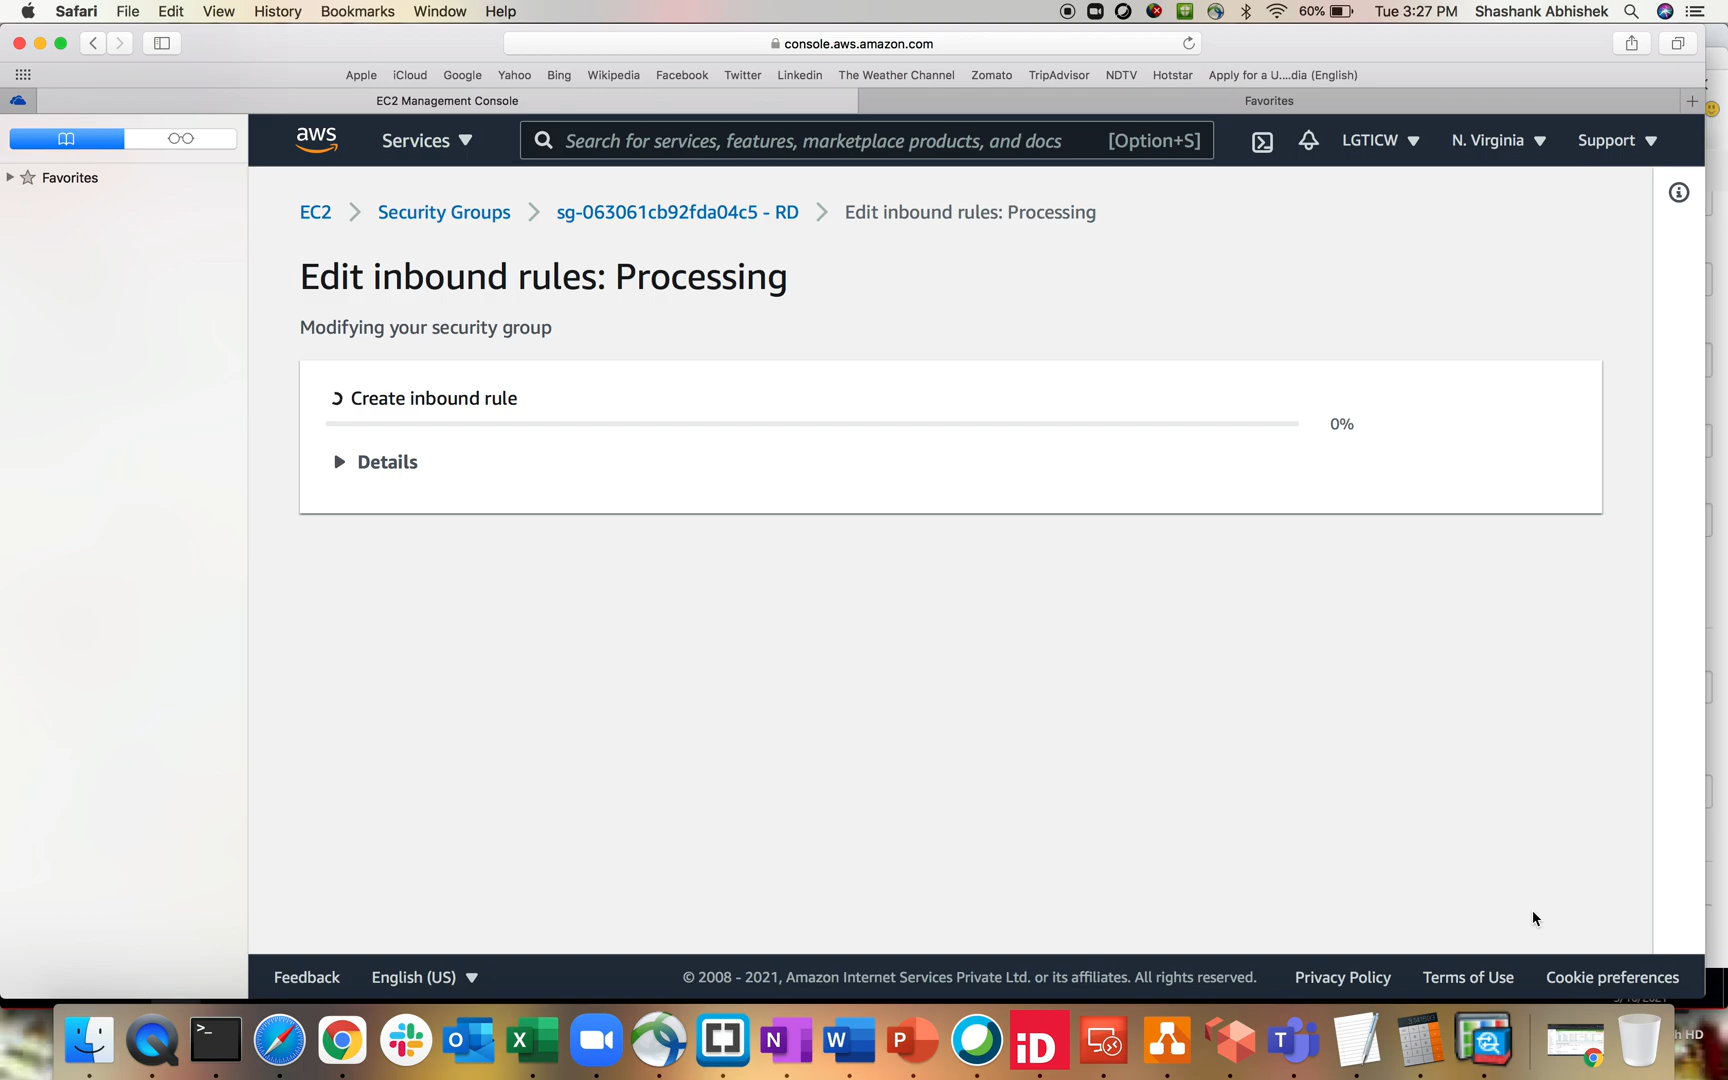 Safari File Edit View History Bookmarks Window Help 60% Tue 3:27 PM Shashank Abhishek
console.aws.amazon.com
Apple iCloud Google Yahoo Bing Wikipedia Facebook Twitter Linkedin The Weather Channel Zomato TripAdvisor NDTV Hotstar Apply for a U....dia (English)
EC2 Management Console Favorites
aws Services Search for services, features, marketplace products, and docs [Option+S] LGTICW N. Virginia Support
Favorites
EC2 Security Groups sg-063061cb92fda04c5 - RD Edit inbound rules: Processing
Edit inbound rules: Processing
Modifying your security group
Create inbound rule
0%
Details
Feedback English (US) © 2008 - 2021, Amazon Internet Services Private Ltd. or its affiliates. All rights reserved. Privacy Policy Terms of Use Cookie preferences